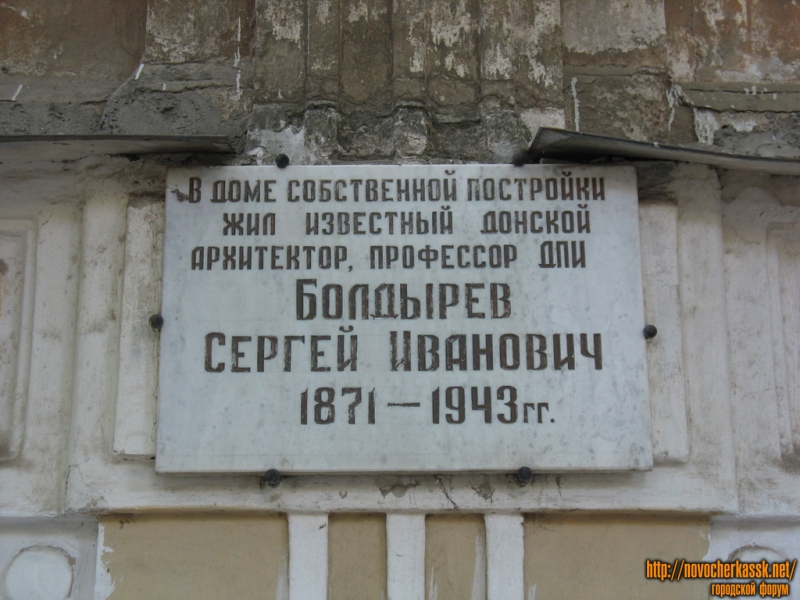 В ДОМЕ СОБСТВЕННОЙ ПОСТРОЙКИ
ЖИЛ ИЗВЕСТНЫЙ ДОНСКОЙ
АРХИТЕКТОР, ПРОФЕССОР ДПИ
БОЛДЫРЕВ
СЕРГЕЙ ИВАНОВИЧ
1871 — 1943 гг.
http://novocherkassk.net/
городской форум